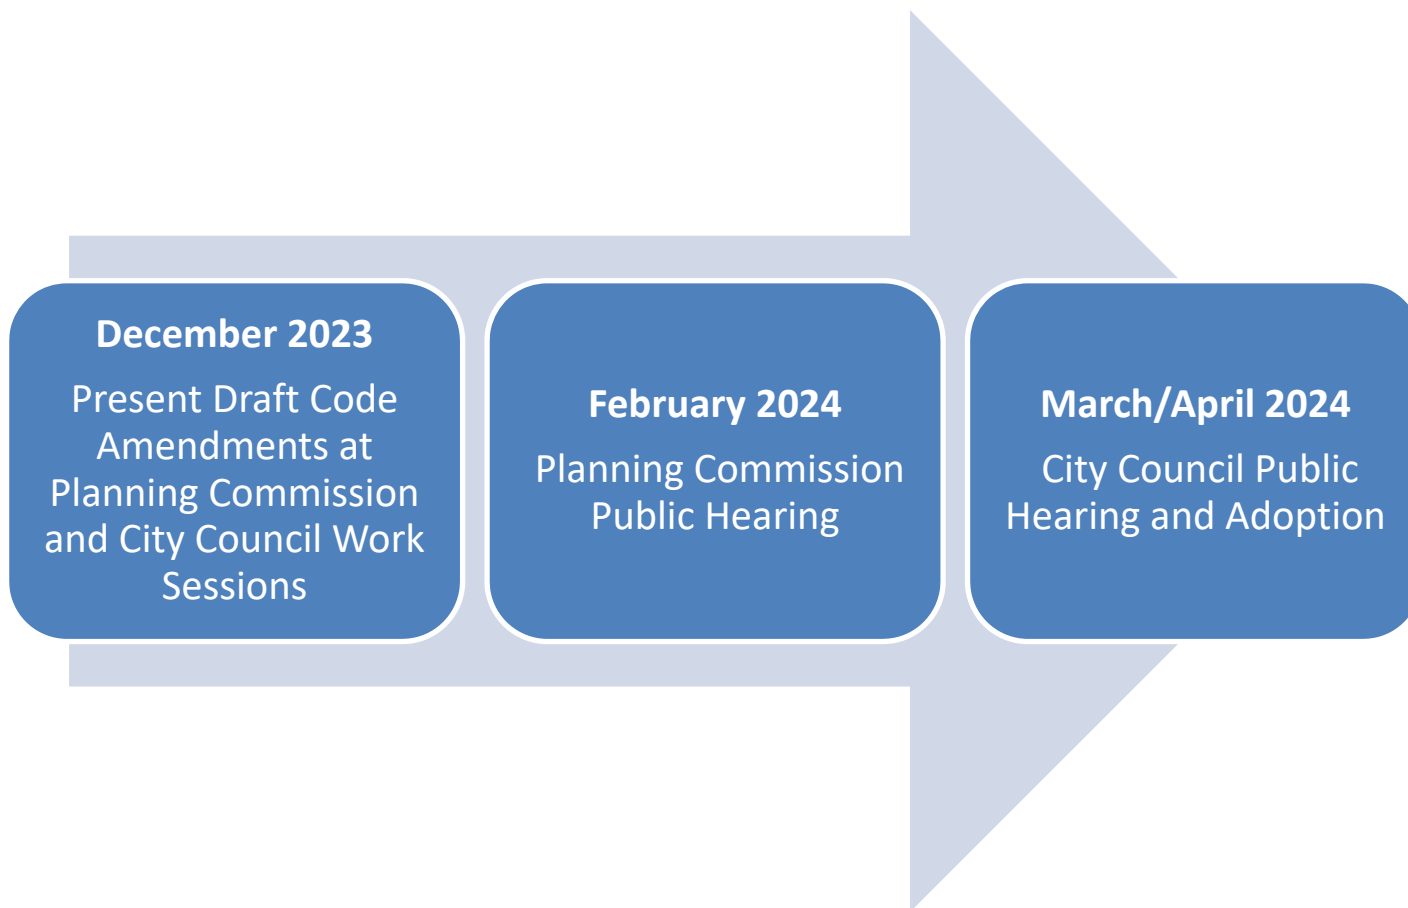 December 2023
Present Draft Code
Amendments at
Planning Commission
and City Council Work
Sessions
February 2024
Planning Commission
Public Hearing
March/April 2024
City Council Public
Hearing and Adoption